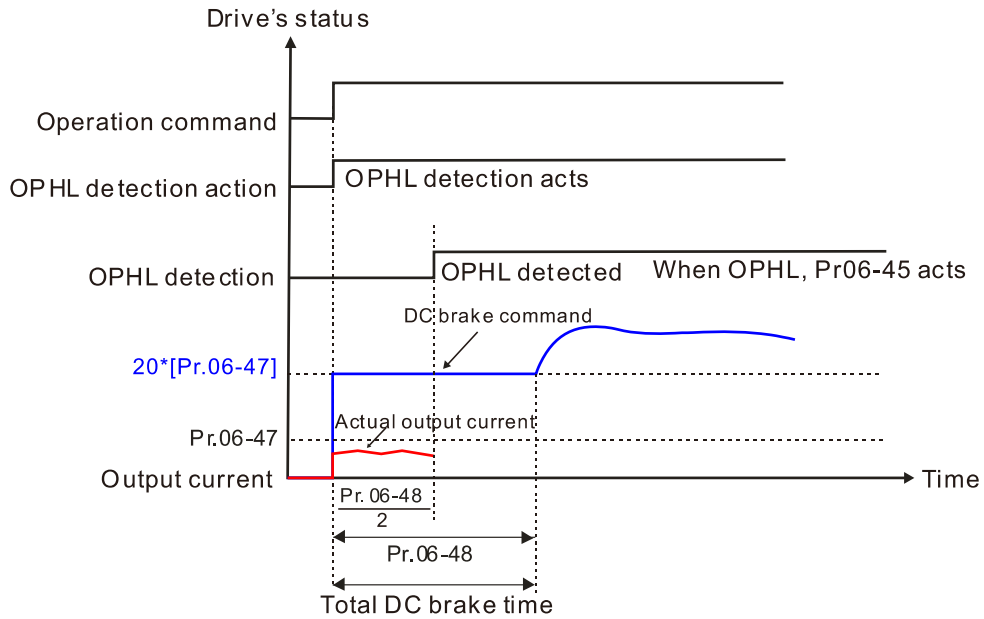 Drive's status
Operation command
OPHL detection action
OPHL detection acts
OPHL detection
OPHL detected
When OPHL, Pr06-45 acts
DC brake command
20*[Pr.06-47]
Actual output current
Pr.06-47
Output current
Time
Pr. 06-48
2
Pr.06-48
Total DC brake time